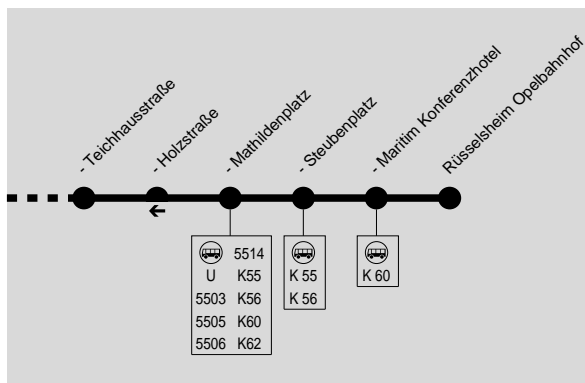 - Teichhausstraße
- Holzstraße
- Mathildenplatz
- Steubenplatz
- Maritim Konferenzhotel
Rüsselsheim Opelbahnhof
5514
U K55
5503 K56
5505 K60
5506 K62
K 55
K 56
K 60